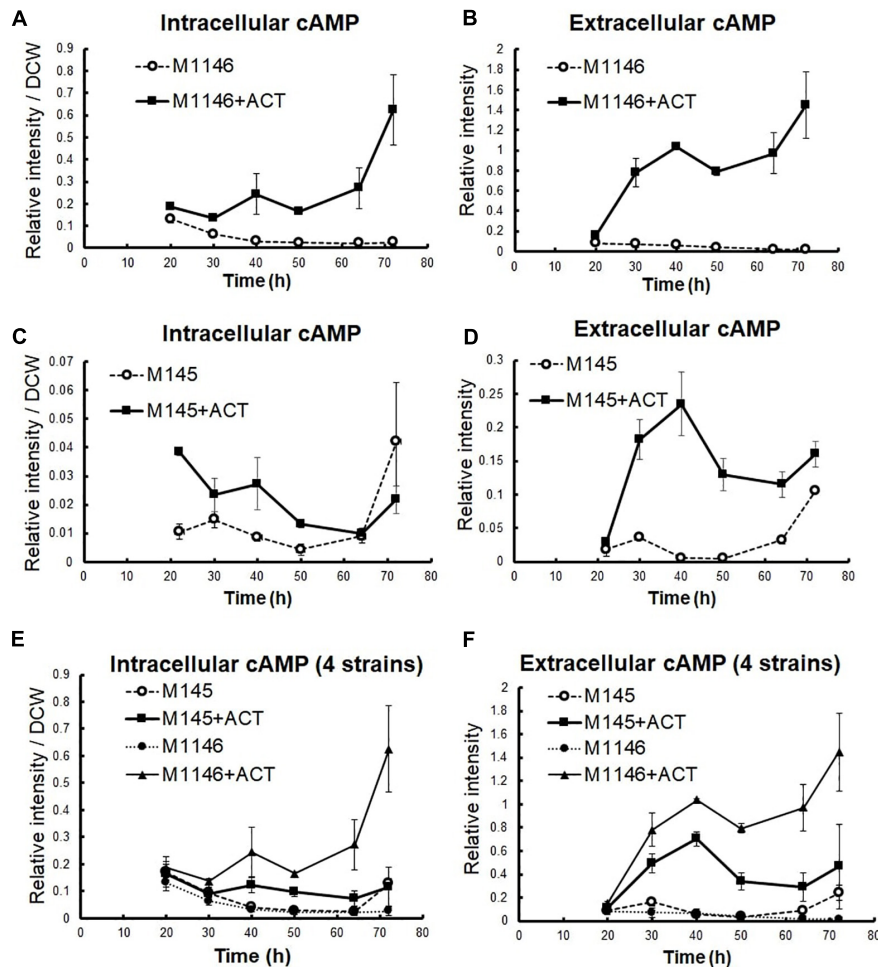 A
Intracellular cAMP
Relative intensity / DCW
0.9
0.8
0.7
0.6
0.5
0.4
0.3
0.2
0.1
0
M1146
M1146+ACT
0 10 20 30 40 50 60 70 80
Time (h)
B
Extracellular cAMP
Relative intensity
2
1.8
1.6
1.4
1.2
1
0.8
0.6
0.4
0.2
0
M1146
M1146+ACT
0 10 20 30 40 50 60 70 80
Time (h)
C
Intracellular cAMP
Relative intensity / DCW
0.07
0.06
0.05
0.04
0.03
0.02
0.01
0
M145
M145+ACT
0 10 20 30 40 50 60 70 80
Time (h)
D
Extracellular cAMP
Relative intensity
0.3
0.25
0.2
0.15
0.1
0.05
0
M145
M145+ACT
0 10 20 30 40 50 60 70 80
Time (h)
E
Intracellular cAMP (4 strains)
Relative intensity / DCW
0.9
0.8
0.7
0.6
0.5
0.4
0.3
0.2
0.1
0
M145
M145+ACT
M1146
M1146+ACT
0 10 20 30 40 50 60 70 80
Time (h)
F
Extracellular cAMP (4 strains)
Relative intensity
2
1.8
1.6
1.4
1.2
1
0.8
0.6
0.4
0.2
0
M145
M145+ACT
M1146
M1146+ACT
0 10 20 30 40 50 60 70 80
Time (h)